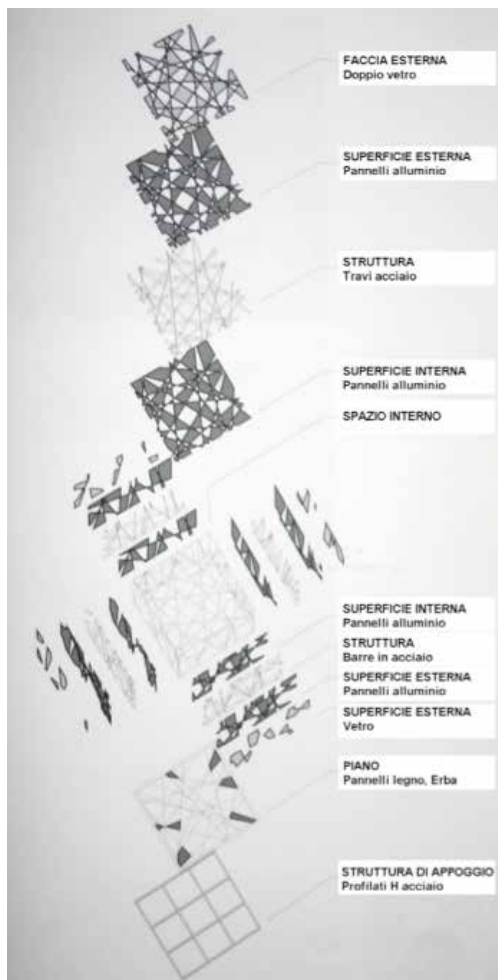 FACCIA ESTERNA
Doppio vetro
SUPERFICIE ESTERNA
Pannelli alluminio
STRUTTURA
Travi acciaio
SUPERFICIE INTERNA
Pannelli alluminio
SPAZIO INTERNO
SUPERFICIE INTERNA
Pannelli alluminio
STRUTTURA
Barre in acciaio
SUPERFICIE ESTERNA
Pannelli alluminio
SUPERFICIE ESTERNA
Vetro
PIANO
Pannelli legno, Erba
STRUTTURA DI APPOGGIO
Profilati H acciaio